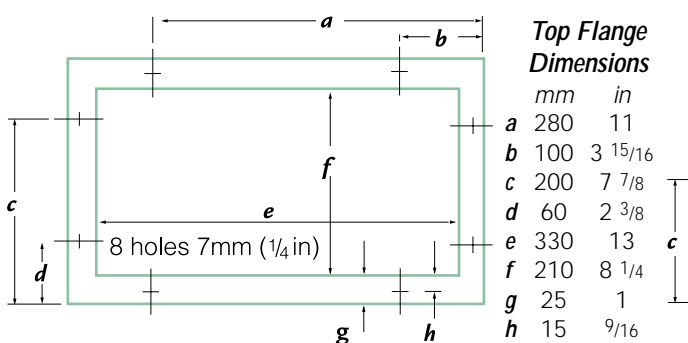 a
b
c
d
e
f
8 holes 7mm (1/4 in)
g
h
Top Flange
Dimensions
mm in
a 280 11
b 100 3 15/16
c 200 7 7/8
d 60 2 3/8
e 330 13
f 210 8 1/4
g 25 1
h 15 9/16
c